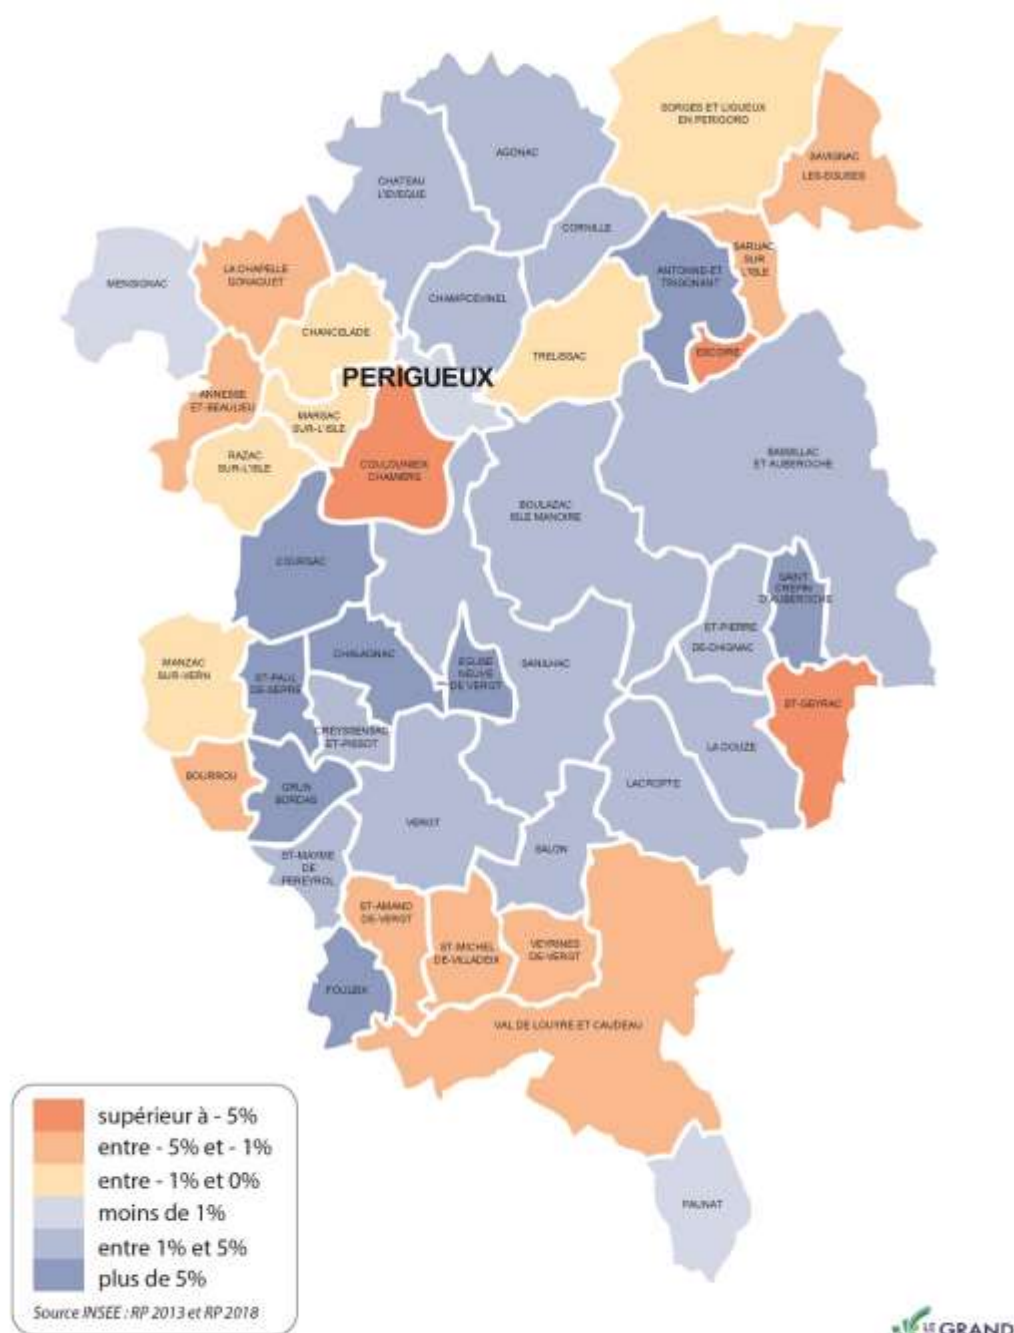 SORGES ET LIGUEUX
EN PERIGORD
SAVIGNAC
LES-EGLISES
AGONAC
CHATEAU
L'EVEQUE
CORNILLE
SARLIAC
SUR
L'ISLE
ANTONNE-ET
TRIGONANT
LA CHAPELLE
GONAGUET
MENSIGNAC
CHAMPCEVINEL
CHANCELADE
TRELISSAC
ESCOIRE
PERIGUEUX
ANNESSE
ET-BEAULIEU
MARSAC
SUR-L'ISLE
RAZAC
SUR-L'ISLE
COULOUNIEIX
CHAMIERS
BASSILLAC
ET AUBEROCHE
BOULAZAC
ISLE MANOIRE
COURSAC
SAINT
CREPIN
D'AUBEROCHE
ST-PIERRE
DE-CHIGNAC
CHALAGNAC
EGLISE
NEUVE
DE VERGT
SANILHAC
MANZAC
SUR-VERN
ST-PAUL
DE-SERRE
ST-GEYRAC
CREYSSENSAC
ET-PISSOT
LA DOUZE
BOURROU
GRUN
BORDAS
LACROPTE
VERGT
SALON
ST-MAYME
DE
PEREYROL
ST-AMAND
DE-VERGT
ST-MICHEL
DE-VILLADEIX
VEYRINES
DE-VERGT
FOULEIX
VAL DE LOUYRE ET CAUDEAU
PAUNAT
supérieur à - 5%
entre - 5% et - 1%
entre - 1% et 0%
moins de 1%
entre 1% et 5%
plus de 5%
Source INSEE : RP 2013 et RP 2018
LE GRAND